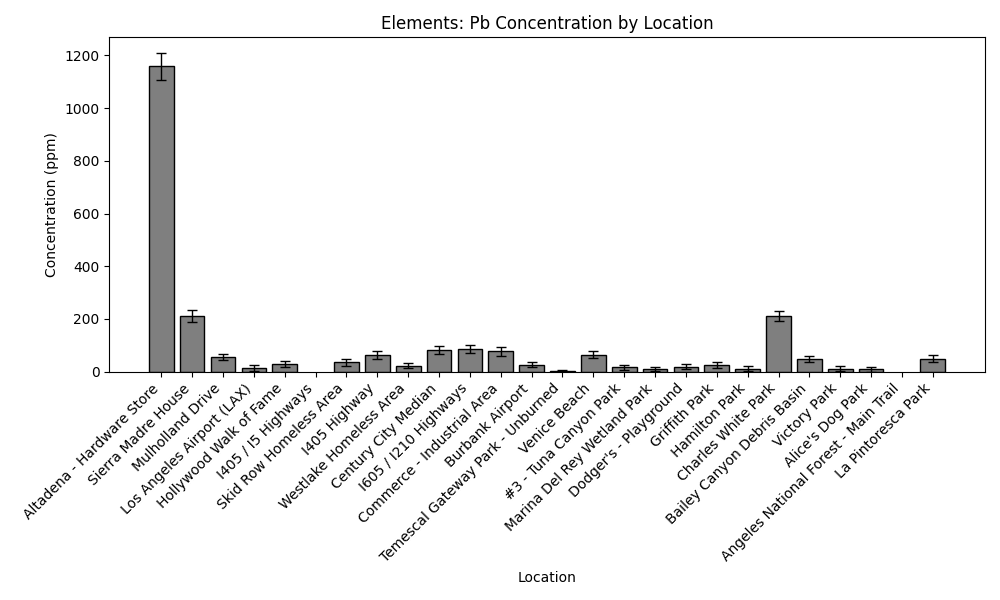 Elements: Pb Concentration by Location
Concentration (ppm)
1200
1000
800
600
400
200
0
Altadena - Hardware Store
Sierra Madre House
Mulholland Drive
Los Angeles Airport (LAX)
Hollywood Walk of Fame
I405 / I5 Highways
Skid Row Homeless Area
I405 Highway
Westlake Homeless Area
Century City Median
I605 / I210 Highways
Commerce - Industrial Area
Burbank Airport
Temescal Gateway Park - Unburned
Venice Beach
#3 - Tuna Canyon Park
Marina Del Rey Wetland Park
Dodger's - Playground
Griffith Park
Hamilton Park
Charles White Park
Bailey Canyon Debris Basin
Victory Park
Alice's Dog Park
Angeles National Forest - Main Trail
La Pintoresca Park
Location